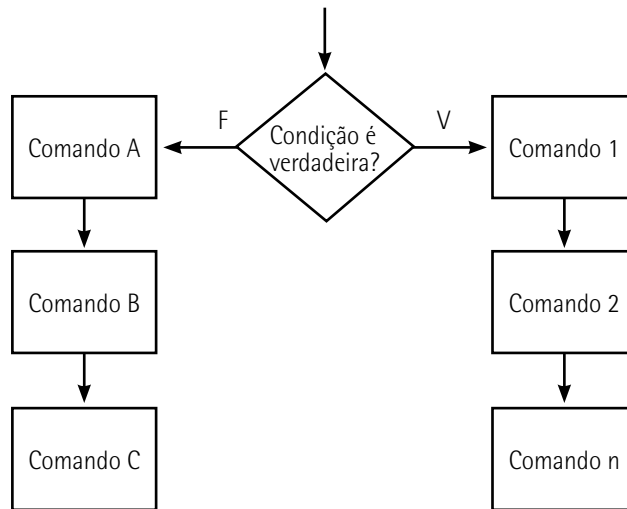 F
V
Condição é
verdadeira?
Comando A
Comando 1
Comando B
Comando 2
Comando C
Comando n